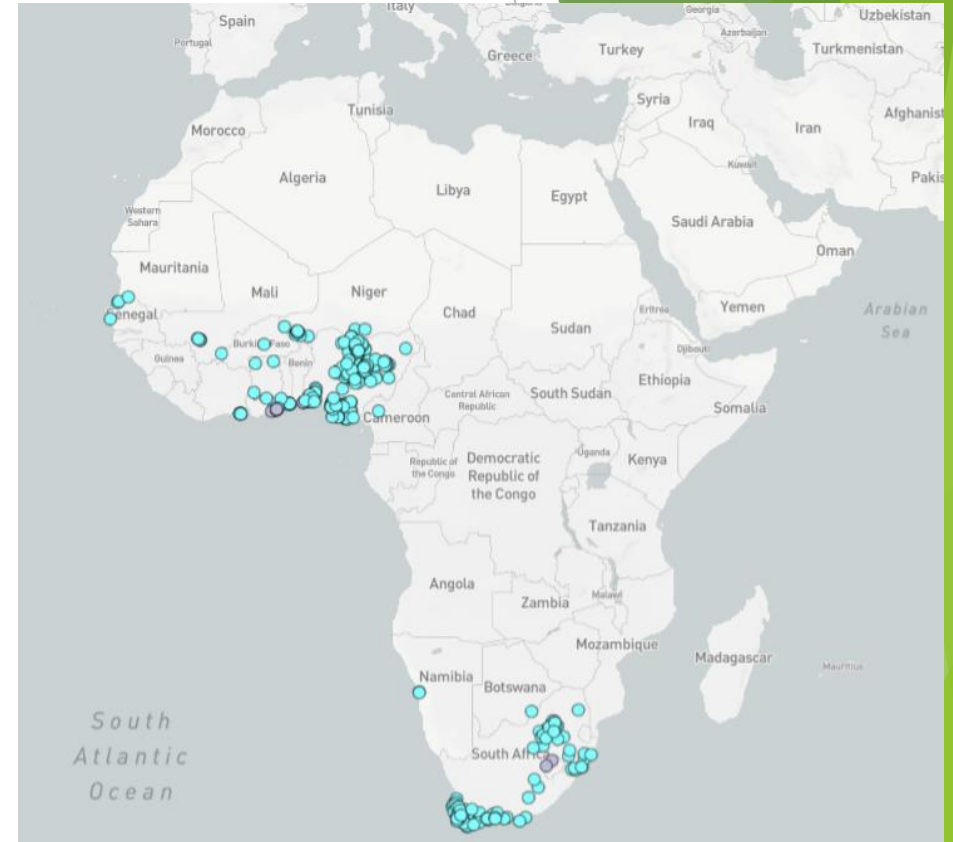 Italy
Spain
Portugal
Greece
Turkey
Georgia
Azerbaijan
Uzbekistan
Turkmenistan
Syria
Iraq
Iran
Afghanist
Kuwait
Pakis
Tunisia
Morocco
Algeria
Libya
Egypt
Western
Sahara
Saudi Arabia
Oman
Mauritania
Mali
Niger
Chad
Sudan
Eritrea
Yemen
Arabian
Sea
Senegal
Burkina Faso
Guinea
Benin
Djibouti
Ethiopia
Somalia
Central African
Republic
South Sudan
Cameroon
Republic of
the Congo
Democratic
Republic of
the Congo
Uganda
Kenya
Tanzania
Angola
Zambia
Malawi
Mozambique
Madagascar
Mauritius
Namibia
Botswana
South Africa
South
Atlantic
Ocean